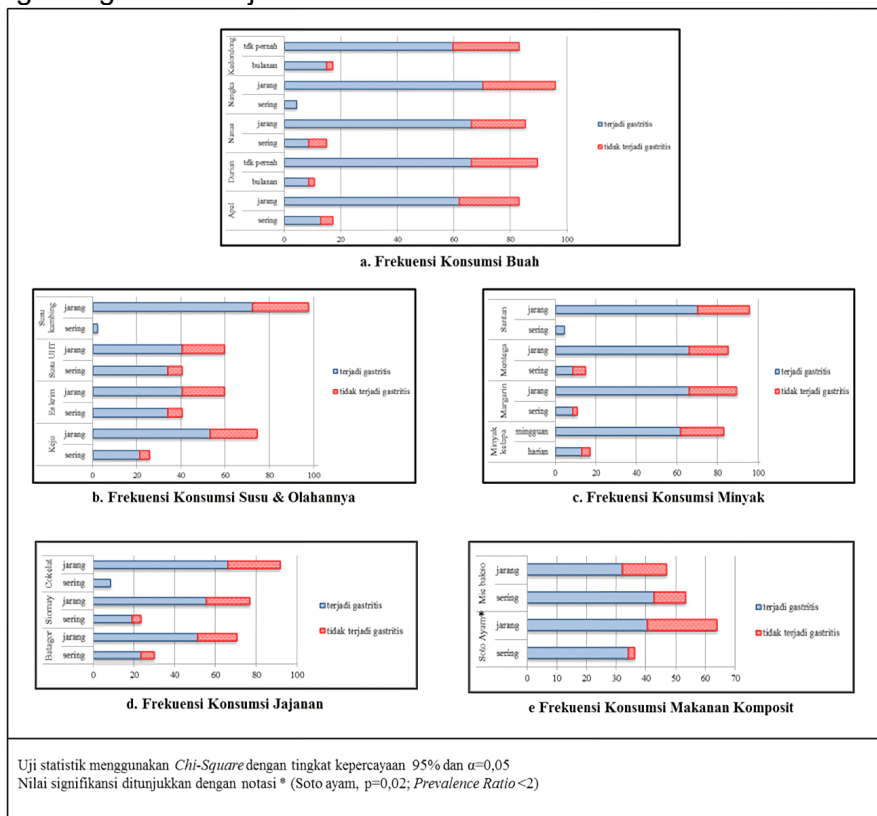 Kedondong
tdk pernah
bulanan
Nangka
jarang
sering
Nanas
jarang
sering
Durian
tdk pernah
bulanan
Apel
jarang
sering
0 20 40 60 80 100
terjadi gastritis
tidak terjadi gastritis
a. Frekuensi Konsumsi Buah
Susu kambing
jarang
sering
Susu UHT
jarang
sering
Es krim
jarang
sering
Keju
jarang
sering
0 20 40 60 80 100
terjadi gastritis
tidak terjadi gastritis
b. Frekuensi Konsumsi Susu & Olahannya
Santan
jarang
sering
Mentega
jarang
sering
Margarin
jarang
sering
Minyak kelapa
mingguan
harian
0 20 40 60 80 100
terjadi gastritis
tidak terjadi gastritis
c. Frekuensi Konsumsi Minyak
Cokelat
jarang
sering
Siomay
jarang
sering
Batagor
jarang
sering
0 20 40 60 80 100
terjadi gastritis
tidak terjadi gastritis
d. Frekuensi Konsumsi Jajanan
Mie bakso
jarang
sering
Soto Ayam*
jarang
sering
0 10 20 30 40 50 60 70
terjadi gastritis
tidak terjadi gastritis
e Frekuensi Konsumsi Makanan Komposit
Uji statistik menggunakan Chi-Square dengan tingkat kepercayaan 95% dan α=0,05
Nilai signifikansi ditunjukkan dengan notasi * (Soto ayam, p=0,02; Prevalence Ratio <2)